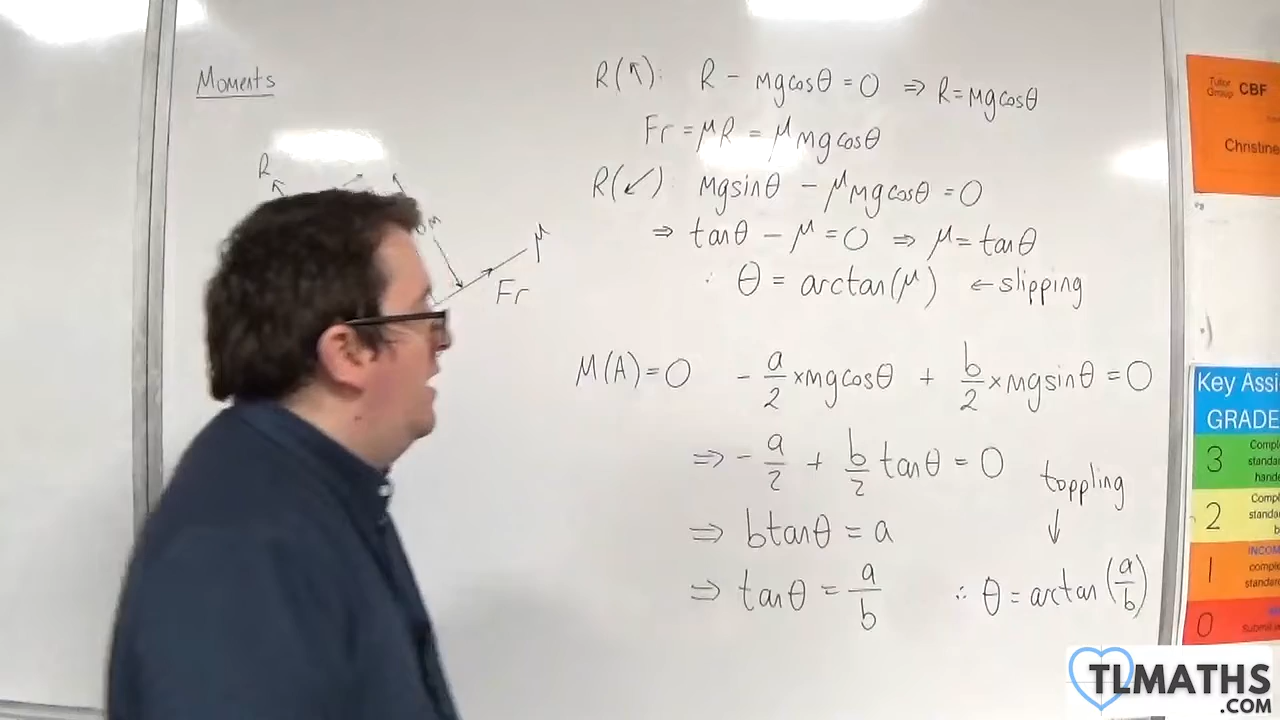 Moments
R
m
μ
Fr
R(↖): R - mgcosθ = 0 ⇒ R = mgcosθ
Fr = μR = μmgcosθ
R(↙): mgsinθ - μmgcosθ = 0
⇒ tanθ - μ = 0 ⇒ μ = tanθ
∴ θ = arctan(μ) ← slipping
M(A) = 0 - a/2 × mgcosθ + b/2 × mgsinθ = 0
⇒ - a/2 + b/2 tanθ = 0
toppling
↓
⇒ btanθ = a
⇒ tanθ = a/b ∴ θ = arctan(a/b)
Tutor Group CBF
Christine
Key Assi
GRADE
3
2
1
INCOM
0
TLMATHS
.COM